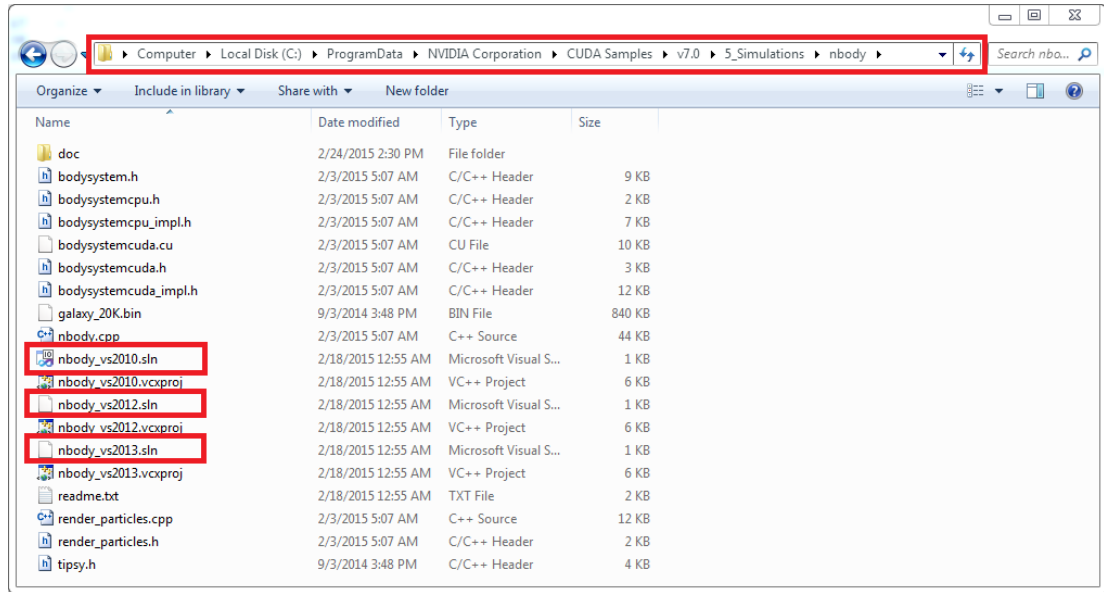 Computer Local Disk (C:) ProgramData NVIDIA Corporation CUDA Samples v7.0 5_Simulations nbody Search nbo...
Organize Include in library Share with New folder
Name Date modified Type Size
doc 2/24/2015 2:30 PM File folder
bodysystem.h 2/3/2015 5:07 AM C/C++ Header 9 KB
bodysystemcpu.h 2/3/2015 5:07 AM C/C++ Header 2 KB
bodysystemcpu_impl.h 2/3/2015 5:07 AM C/C++ Header 7 KB
bodysystemcuda.cu 2/3/2015 5:07 AM CU File 10 KB
bodysystemcuda.h 2/3/2015 5:07 AM C/C++ Header 3 KB
bodysystemcuda_impl.h 2/3/2015 5:07 AM C/C++ Header 12 KB
galaxy_20K.bin 9/3/2014 3:48 PM BIN File 840 KB
nbody.cpp 2/3/2015 5:07 AM C++ Source 44 KB
nbody_vs2010.sln 2/18/2015 12:55 AM Microsoft Visual S... 1 KB
nbody_vs2010.vcxproj 2/18/2015 12:55 AM VC++ Project 6 KB
nbody_vs2012.sln 2/18/2015 12:55 AM Microsoft Visual S... 1 KB
nbody_vs2012.vcxproj 2/18/2015 12:55 AM VC++ Project 6 KB
nbody_vs2013.sln 2/18/2015 12:55 AM Microsoft Visual S... 1 KB
nbody_vs2013.vcxproj 2/18/2015 12:55 AM VC++ Project 6 KB
readme.txt 2/18/2015 12:55 AM TXT File 2 KB
render_particles.cpp 2/3/2015 5:07 AM C++ Source 12 KB
render_particles.h 2/3/2015 5:07 AM C/C++ Header 2 KB
tipsy.h 9/3/2014 3:48 PM C/C++ Header 4 KB